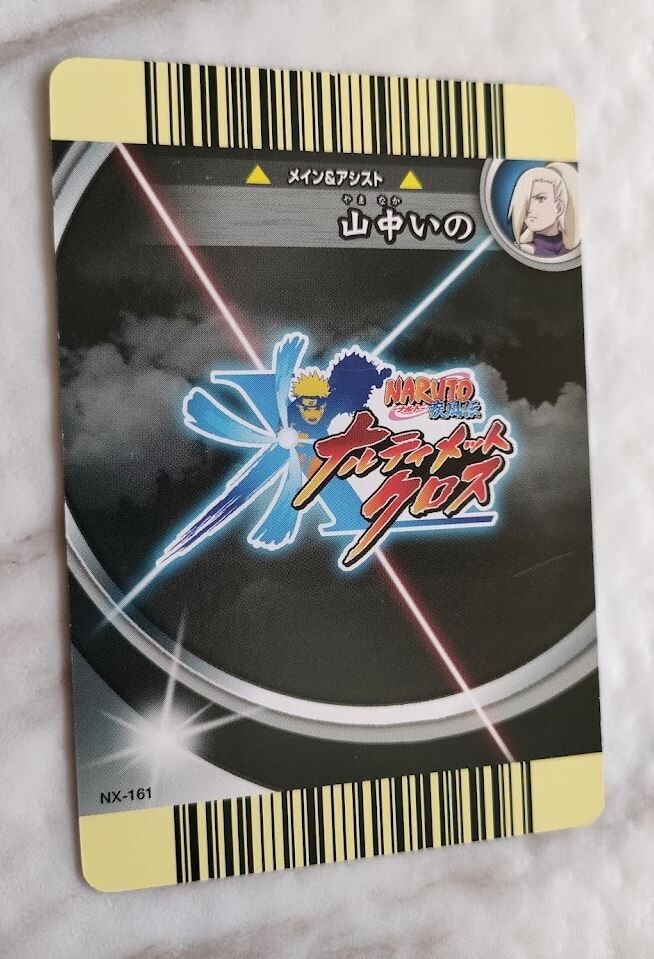 メイン&アシスト
やま なか
山中いの
NARUTO
-ナルト-
疾風伝
ナルティメット
クロス
NX-161